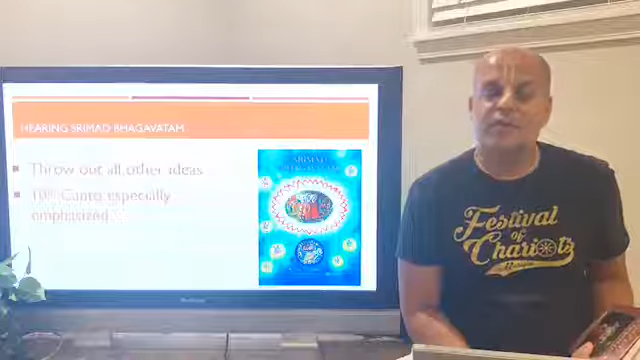 HEARING SRIMAD BHAGAVATAM
Throw out all other ideas
10th Canto especially
emphasized
SRIMAD
BHAGAVATAM
Festival
of
Chariots